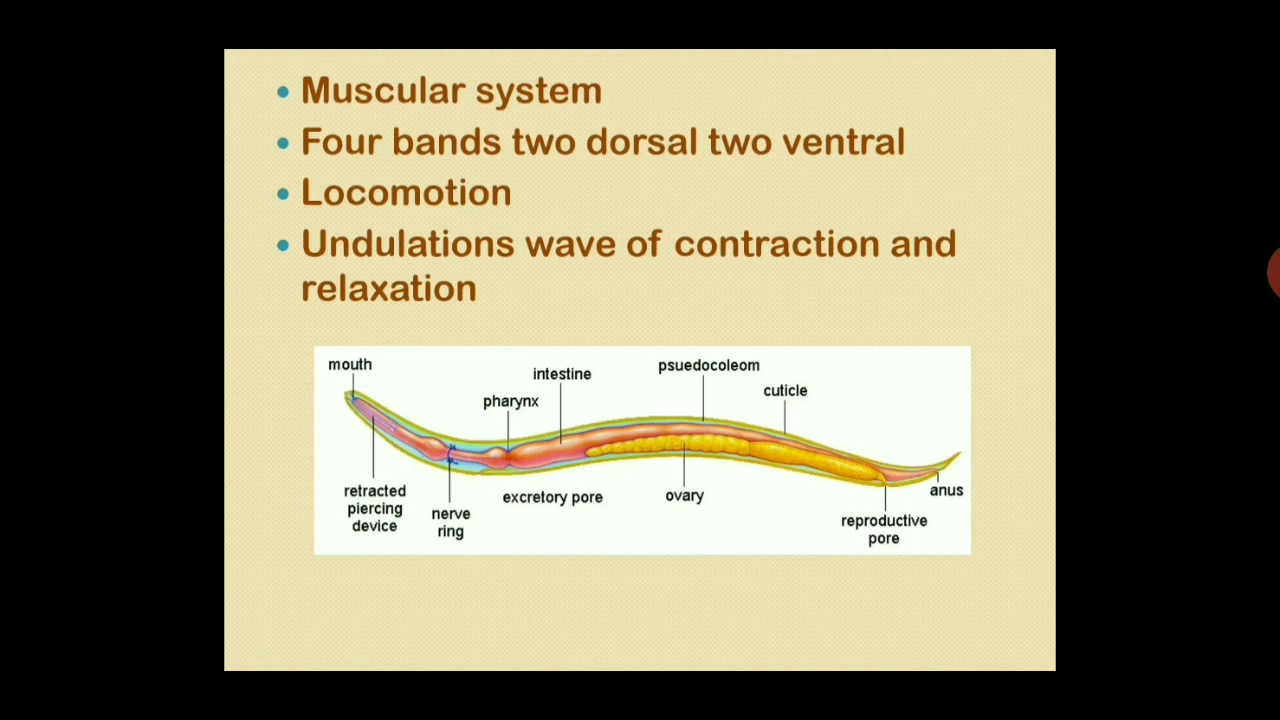 Muscular system
Four bands two dorsal two ventral
Locomotion
Undulations wave of contraction and
relaxation
mouth
intestine
psuedocoleom
cuticle
pharynx
retracted
piercing
device
nerve
ring
excretory pore
ovary
reproductive
pore
anus